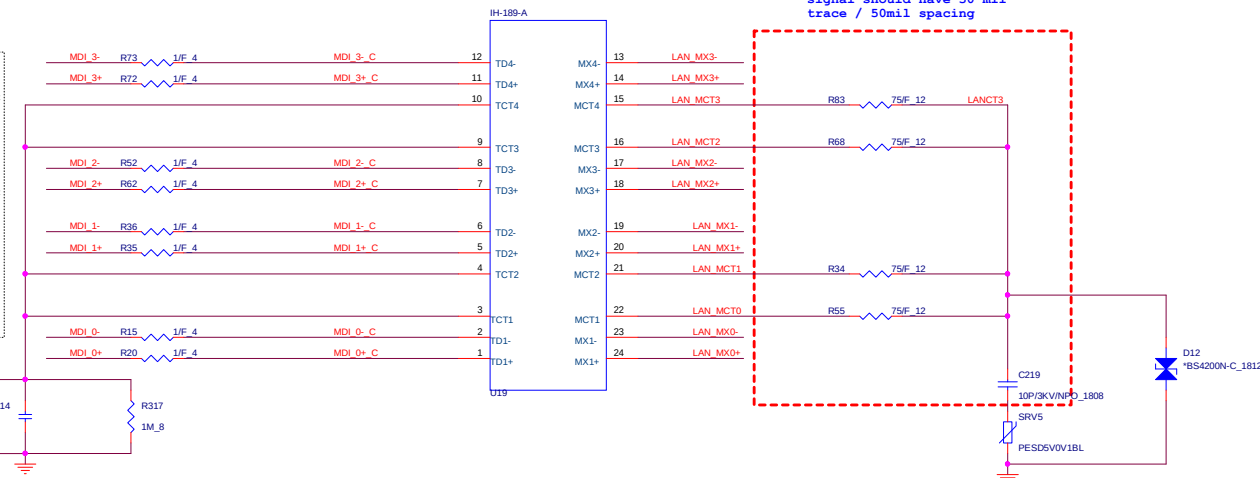 signal should have 50 mil
trace / 50mil spacing
IH-189-A
MDI_3- R73 1/F_4 MDI_3-_C 12 TD4- MX4- 13 LAN_MX3-
MDI_3+ R72 1/F_4 MDI_3+_C 11 TD4+ MX4+ 14 LAN_MX3+
10 TCT4 MCT4 15 LAN_MCT3 R83 75/F_12 LANCT3
9 TCT3 MCT3 16 LAN_MCT2 R68 75/F_12
MDI_2- R52 1/F_4 MDI_2-_C 8 TD3- MX3- 17 LAN_MX2-
MDI_2+ R62 1/F_4 MDI_2+_C 7 TD3+ MX3+ 18 LAN_MX2+
MDI_1- R36 1/F_4 MDI_1-_C 6 TD2- MX2- 19 LAN_MX1-
MDI_1+ R35 1/F_4 MDI_1+_C 5 TD2+ MX2+ 20 LAN_MX1+
4 TCT2 MCT2 21 LAN_MCT1 R34 75/F_12
3 TCT1 MCT1 22 LAN_MCT0 R55 75/F_12
MDI_0- R15 1/F_4 MDI_0-_C 2 TD1- MX1- 23 LAN_MX0-
MDI_0+ R20 1/F_4 MDI_0+_C 1 TD1+ MX1+ 24 LAN_MX0+
U19
D12
*BS4200N-C_1812
C219
10P/3KV/NPO_1808
14
R317
1M_8
SRV5
PESD5V0V1BL